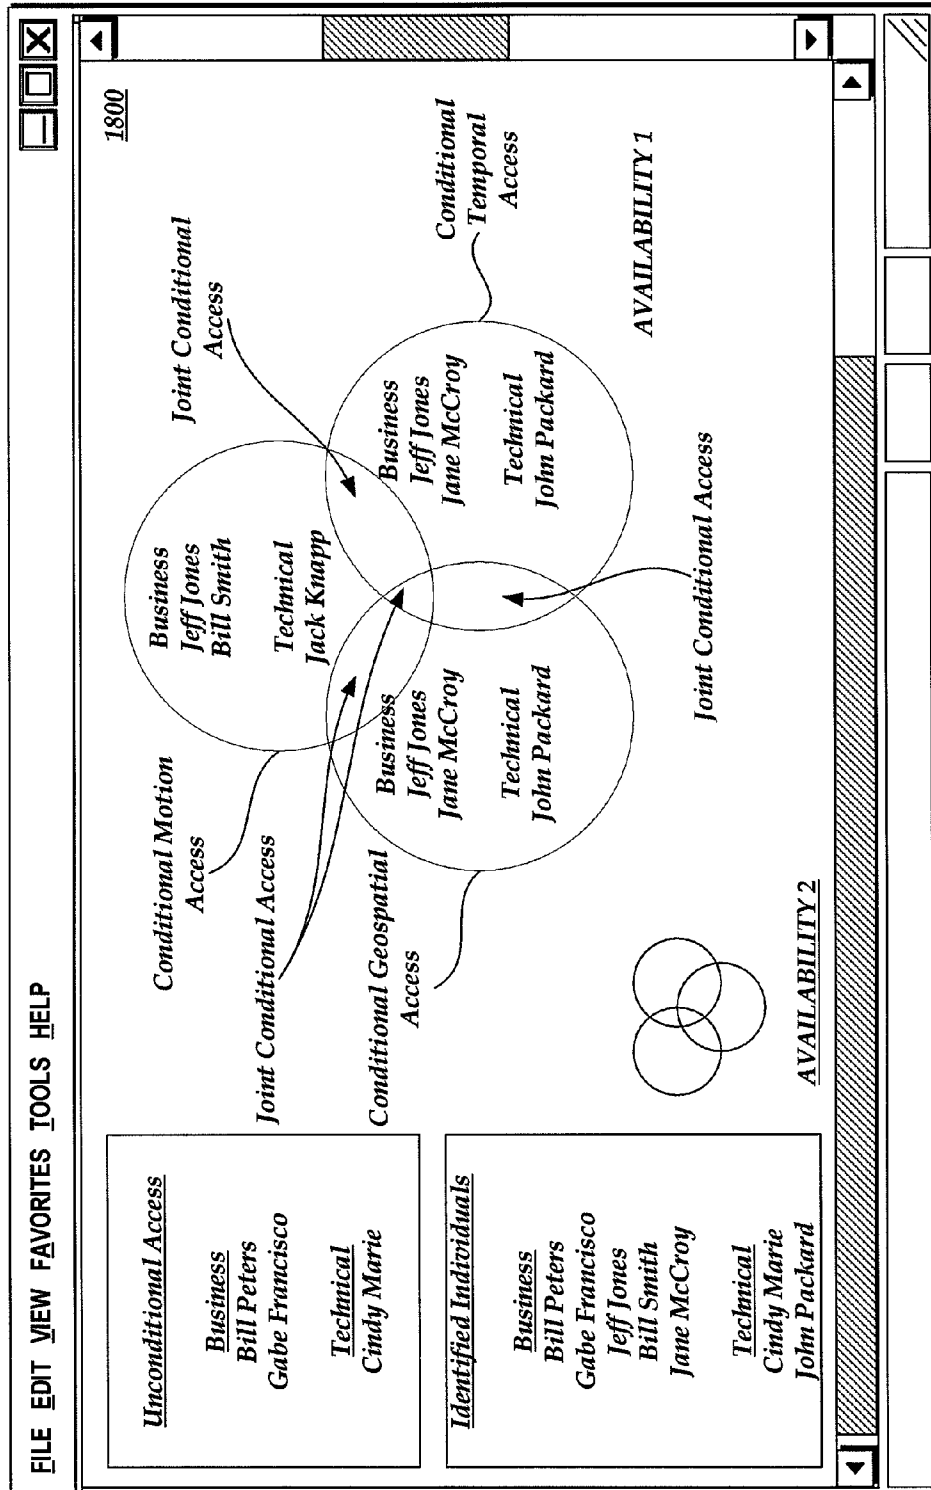 FILE EDIT VIEW FAVORITES TOOLS HELP
1800
Unconditional Access
Business
Bill Peters
Gabe Francisco
Technical
Cindy Marie
Identified Individuals
Business
Bill Peters
Gabe Francisco
Jeff Jones
Bill Smith
Jane McCroy
Technical
Cindy Marie
John Packard
Conditional Motion
Access
Joint Conditional Access
Conditional Geospatial
Access
AVAILABILITY 2
Business
Jeff Jones
Bill Smith
Technical
Jack Knapp
Business
Jeff Jones
Jane McCroy
Technical
John Packard
Joint Conditional
Access
Business
Jeff Jones
Jane McCroy
Technical
John Packard
Conditional
Temporal
Access
Joint Conditional Access
AVAILABILITY 1